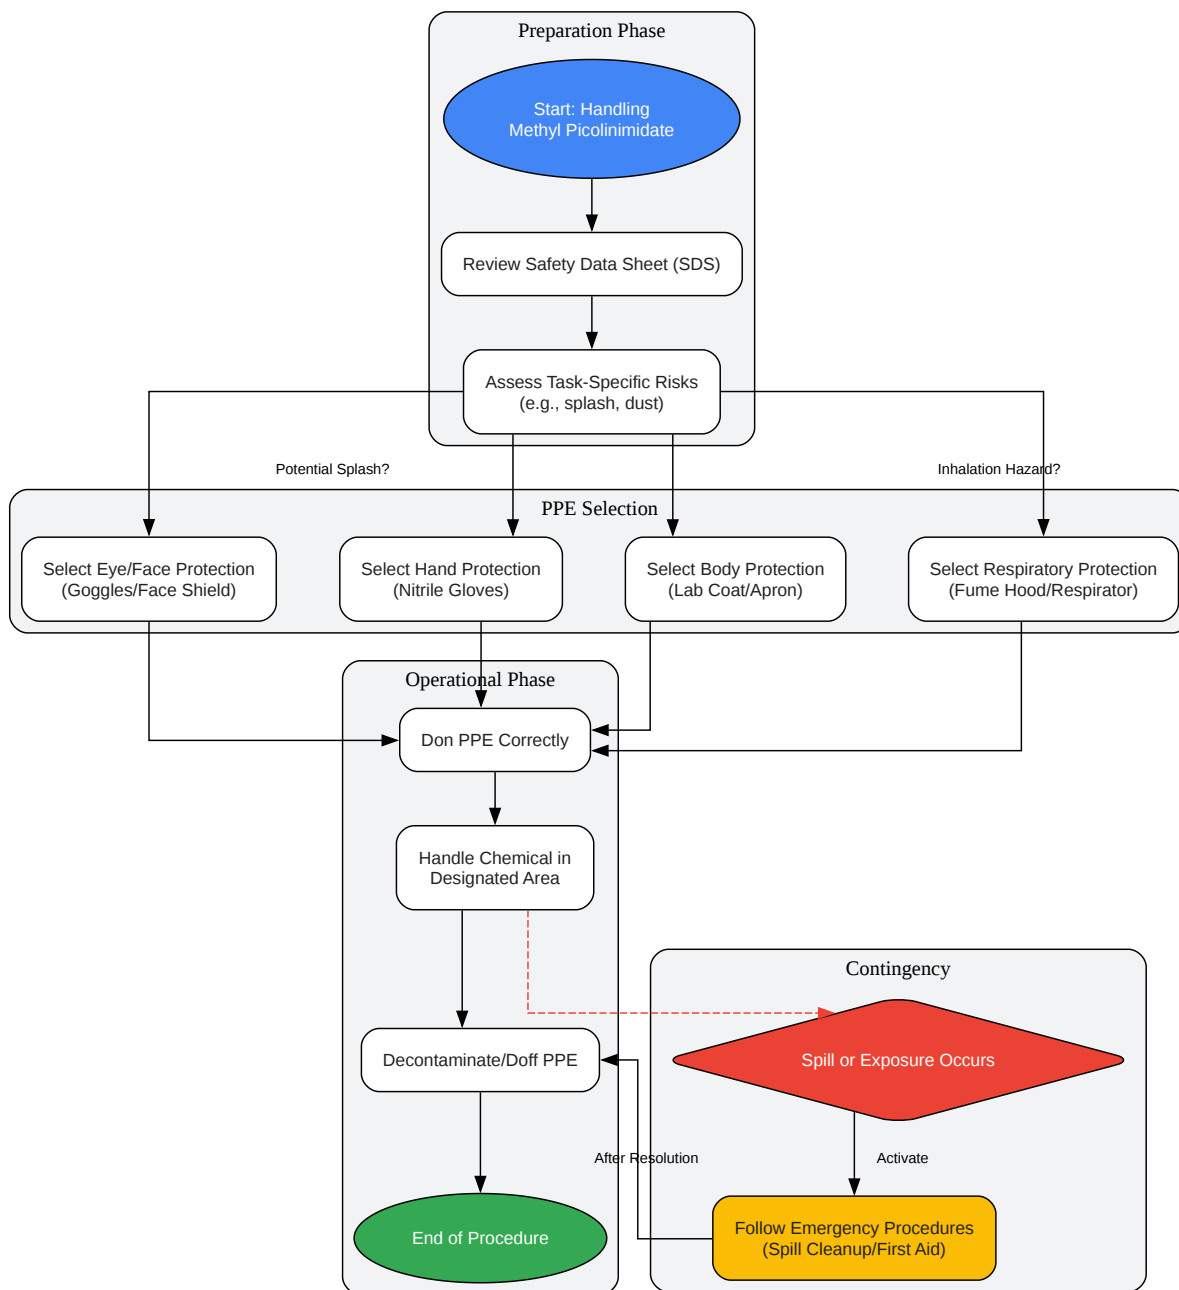 Preparation Phase
Start: Handling
Methyl Picolinimidate
Review Safety Data Sheet (SDS)
Assess Task-Specific Risks
(e.g., splash, dust)
Potential Splash?
Inhalation Hazard?
PPE Selection
Select Eye/Face Protection
(Goggles/Face Shield)
Select Hand Protection
(Nitrile Gloves)
Select Body Protection
(Lab Coat/Apron)
Select Respiratory Protection
(Fume Hood/Respirator)
Operational Phase
Don PPE Correctly
Handle Chemical in
Designated Area
Contingency
Spill or Exposure Occurs
Decontaminate/Doff PPE
After Resolution
Activate
Follow Emergency Procedures
(Spill Cleanup/First Aid)
End of Procedure